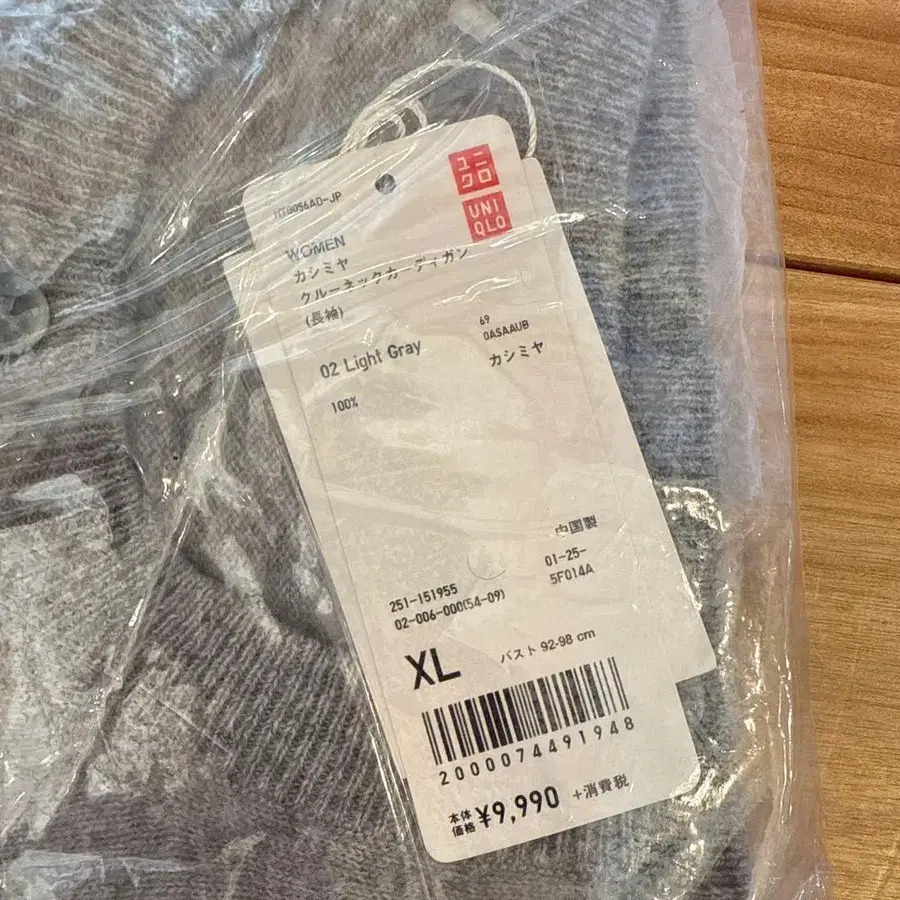 ユニ
クロ
UNI
QLO
WOMEN
カシミヤ
クルーネックカーディガン
(長袖)
69
0ASAAUB
02 Light Gray
カシミヤ
100%
中国製
01-25-
5F014A
251-151955
02-006-000(54-09)
XL
バスト 92-98 cm
2000074491948
本体
価格 ¥9,990 +消費税